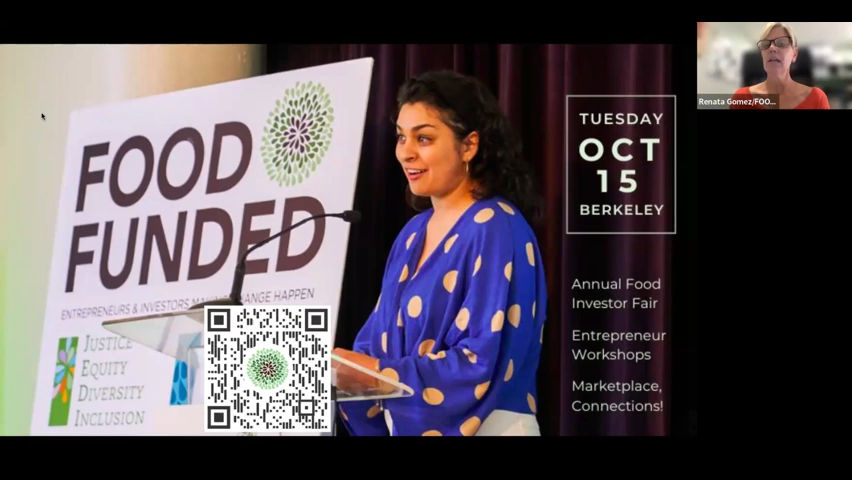 FOOD
FUNDED
ENTREPRENEURS & INVESTORS MAKING CHANGE HAPPEN
JUSTICE
EQUITY
DIVERSITY
INCLUSION
TUESDAY
OCT
15
BERKELEY
Annual Food
Investor Fair
Entrepreneur
Workshops
Marketplace,
Connections!
Renata Gomez/FOO...